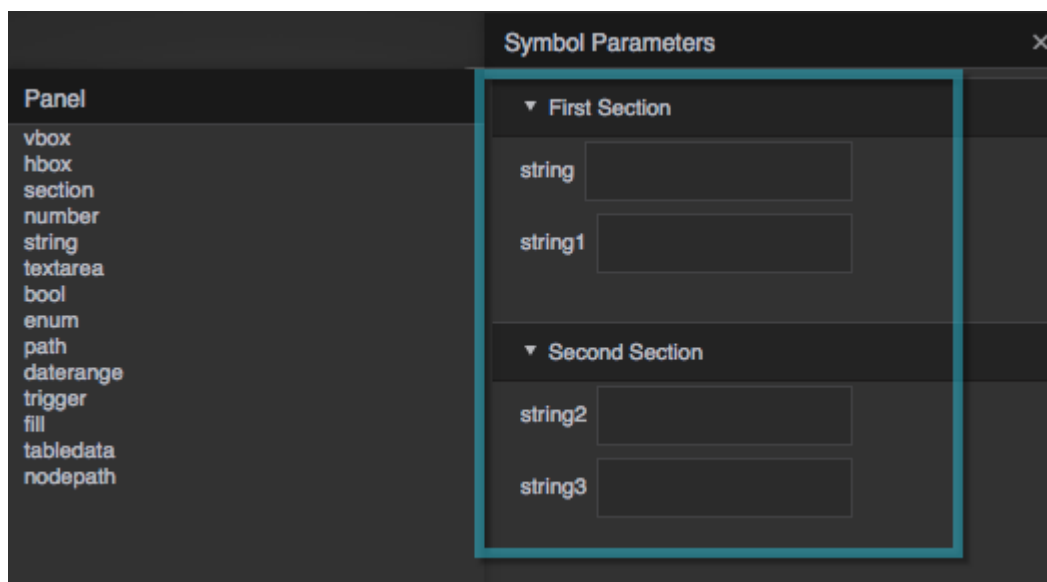 Symbol Parameters ×
Panel
vbox
hbox
section
number
string
textarea
bool
enum
path
daterange
trigger
fill
tabledata
nodepath
▼ First Section
string
string1
▼ Second Section
string2
string3